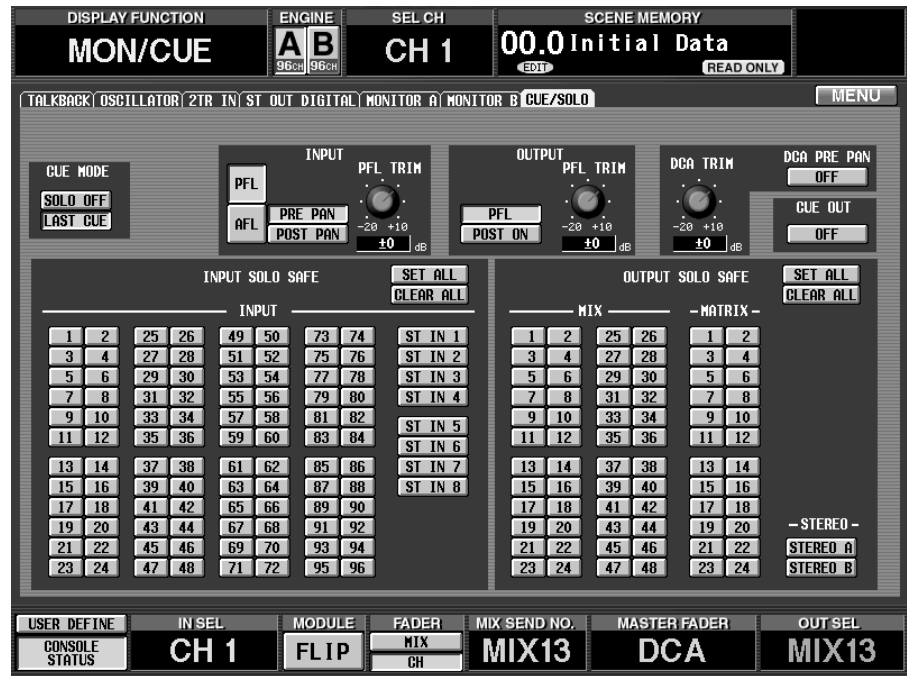 DISPLAY FUNCTION ENGINE SEL CH SCENE MEMORY
MON/CUE A B CH 1 00.0 Initial Data
96CH 96CH EDIT READ ONLY
TALKBACK OSCILLATOR 2TR IN ST OUT DIGITAL MONITOR A MONITOR B CUE/SOLO MENU
CUE MODE
SOLO OFF
LAST CUE
INPUT
PFL
AFL
PRE PAN
POST PAN
PFL TRIM
-20 +10
±0 dB
OUTPUT
PFL
POST ON
PFL TRIM
-20 +10
±0 dB
DCA TRIM
-20 +10
±0 dB
DCA PRE PAN
OFF
CUE OUT
OFF
INPUT SOLO SAFE SET ALL
CLEAR ALL
INPUT
1 2 25 26 49 50 73 74 ST IN 1
3 4 27 28 51 52 75 76 ST IN 2
5 6 29 30 53 54 77 78 ST IN 3
7 8 31 32 55 56 79 80 ST IN 4
9 10 33 34 57 58 81 82 ST IN 5
11 12 35 36 59 60 83 84 ST IN 6
13 14 37 38 61 62 85 86 ST IN 7
15 16 39 40 63 64 87 88 ST IN 8
17 18 41 42 65 66 89 90
19 20 43 44 67 68 91 92
21 22 45 46 69 70 93 94
23 24 47 48 71 72 95 96
OUTPUT SOLO SAFE SET ALL
CLEAR ALL
MIX MATRIX
1 2 25 26 1 2
3 4 27 28 3 4
5 6 29 30 5 6
7 8 31 32 7 8
9 10 33 34 9 10
11 12 35 36 11 12
13 14 37 38 13 14
15 16 39 40 15 16
17 18 41 42 17 18
19 20 43 44 19 20
21 22 45 46 21 22
23 24 47 48 23 24
STEREO
STEREO A
STEREO B
USER DEFINE IN SEL MODULE FADER MIX SEND NO. MASTER FADER OUT SEL
CONSOLE STATUS CH 1 FLIP MIX MIX13 DCA MIX13
CH